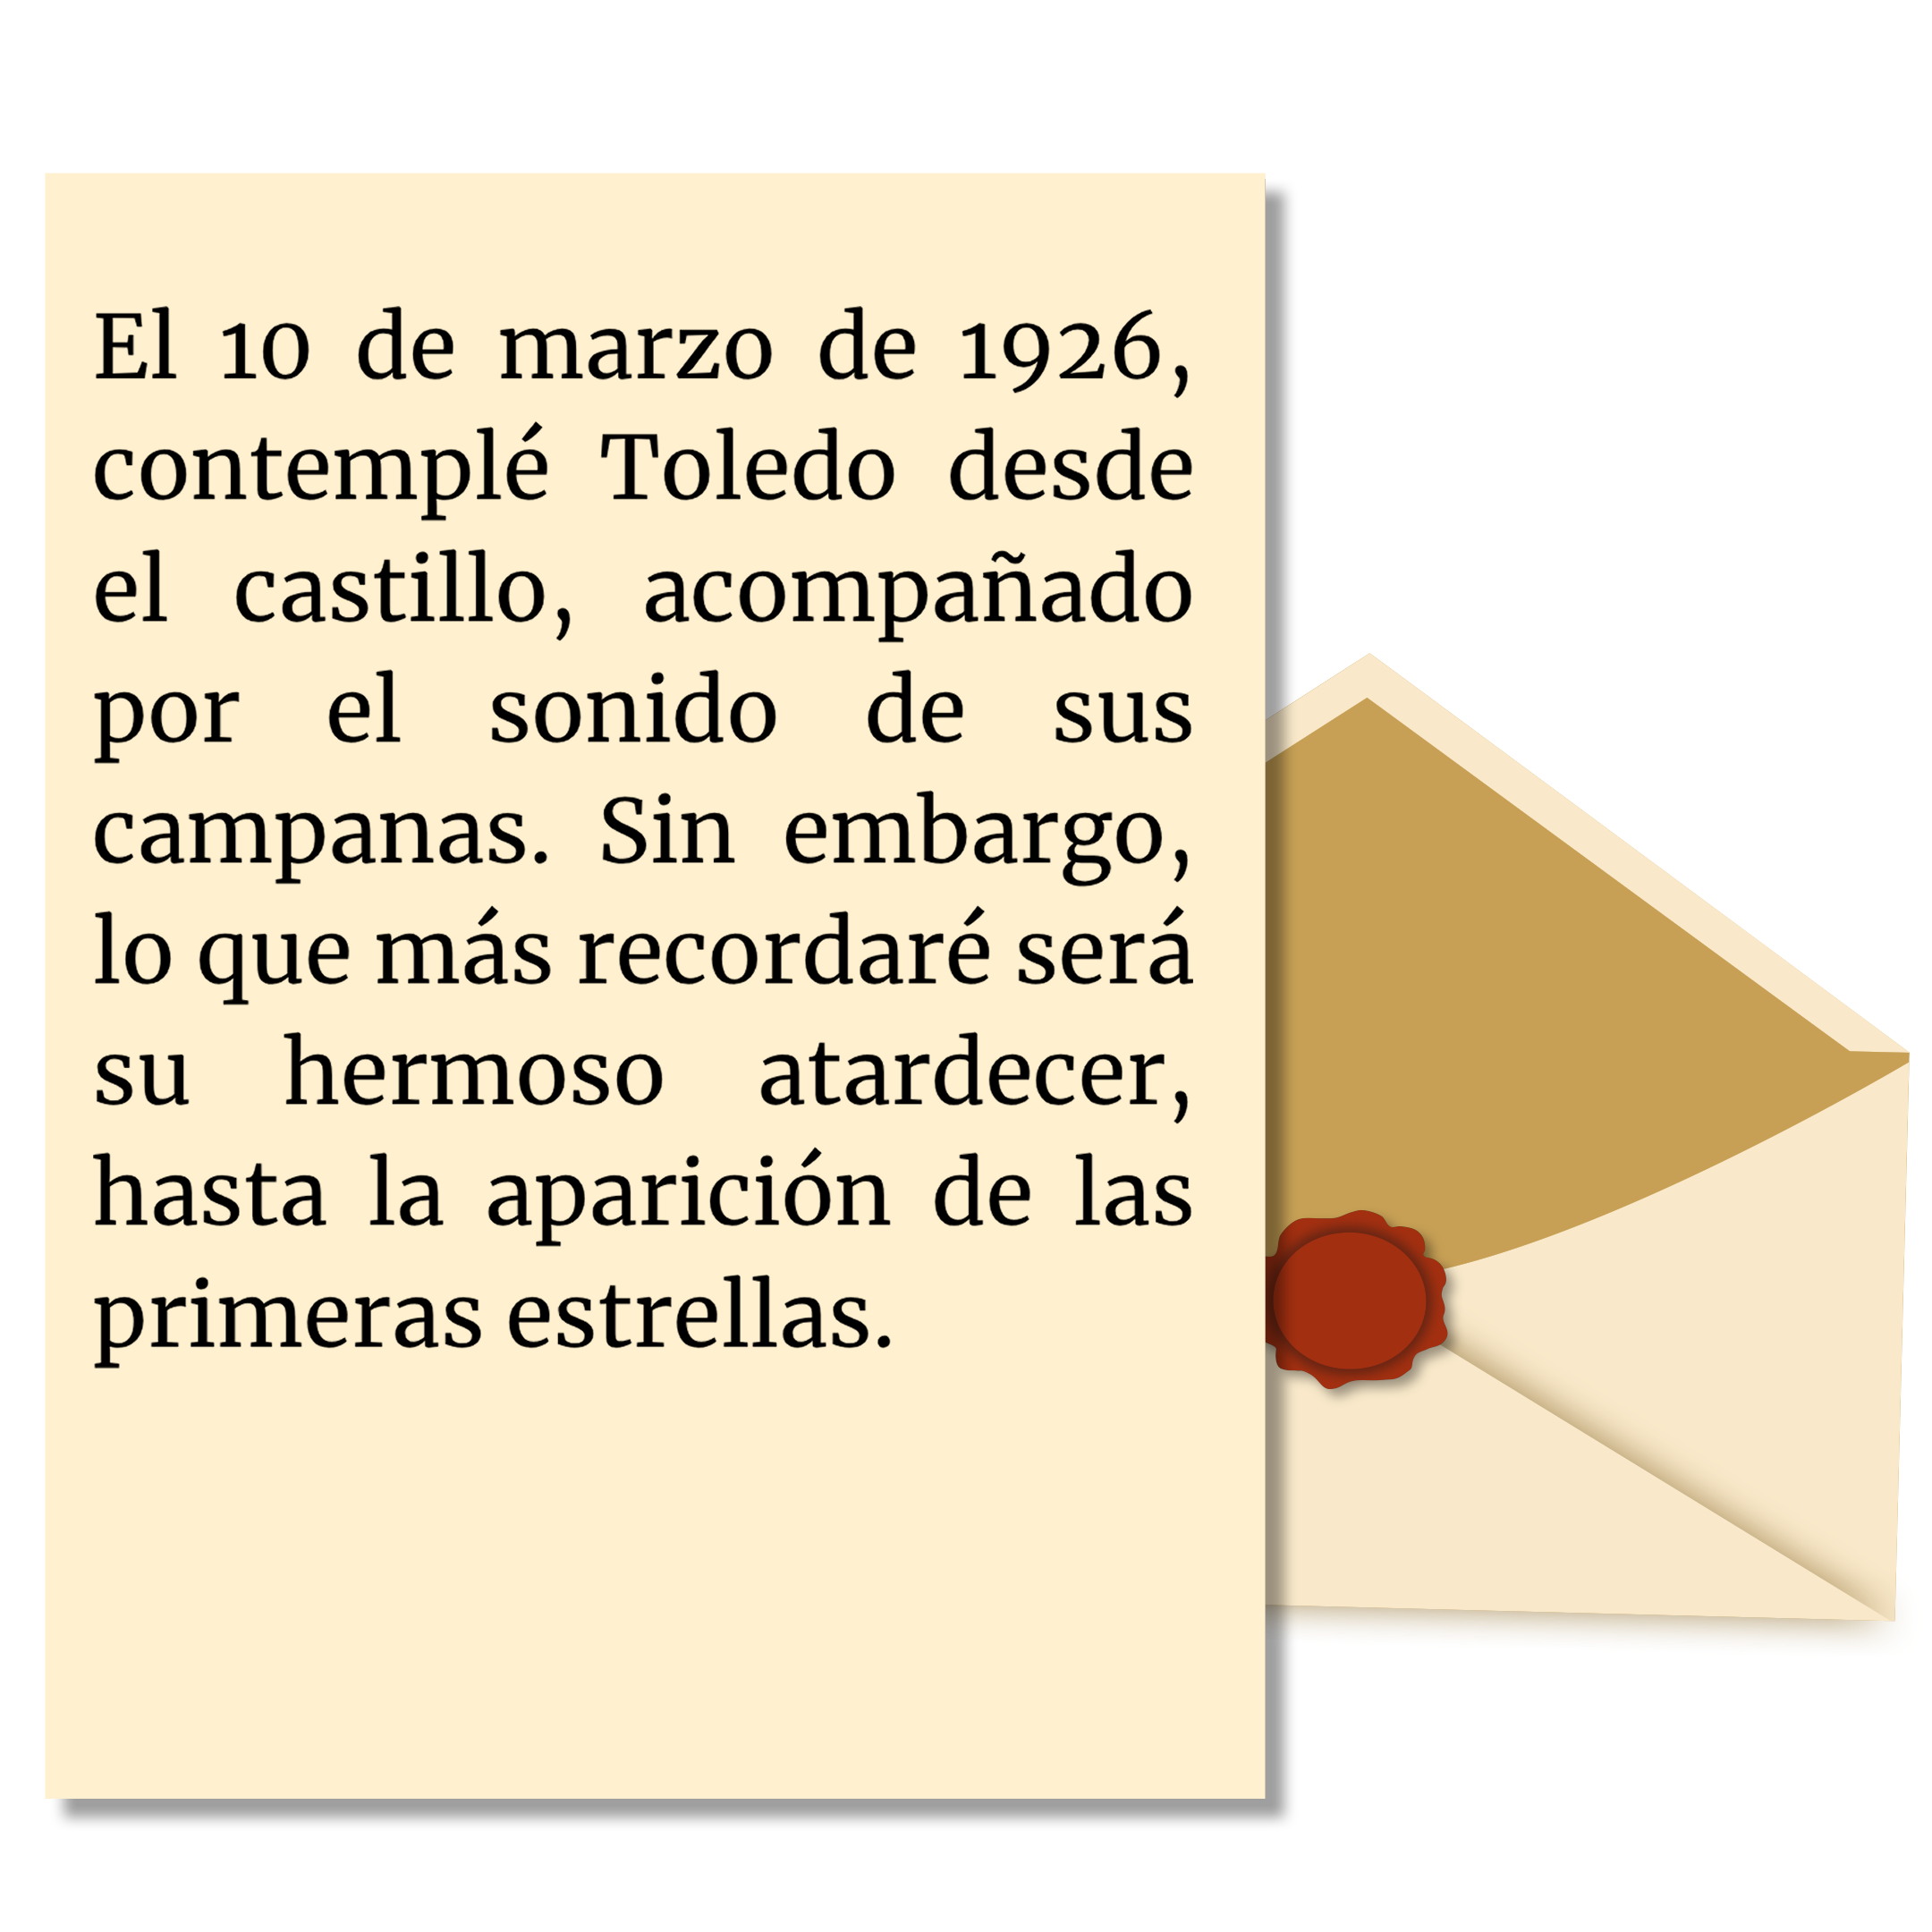 El 10 de marzo de 1926,
contemplé Toledo desde
el castillo, acompañado
por el sonido de sus
campanas. Sin embargo,
lo que más recordaré será
su hermoso atardecer,
hasta la aparición de las
primeras estrellas.